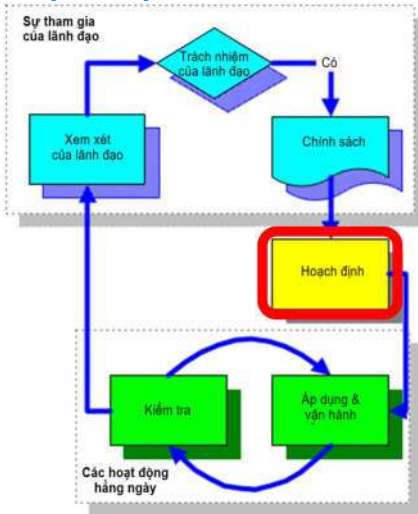 Sự tham gia
của lãnh đạo
Trách nhiệm
của lãnh đạo
Có
Xem xét
của lãnh đạo
Chính sách
Hoạch định
Kiểm tra
Áp dụng &
vận hành
Các hoạt động
hằng ngày